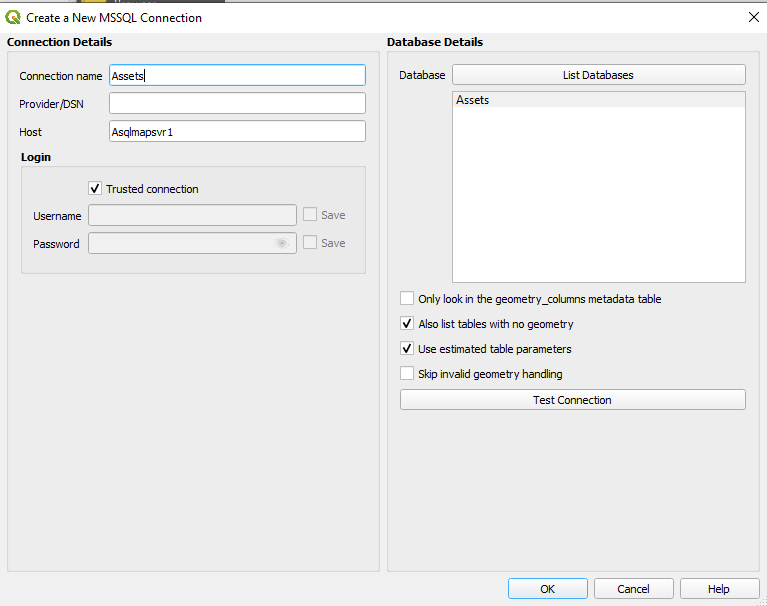 Create a New MSSQL Connection
Connection Details
Connection name Assets
Provider/DSN
Host Asqlmapsvr1
Login
Trusted connection
Username Save
Password Save
Database Details
Database List Databases
Assets
Only look in the geometry_columns metadata table
Also list tables with no geometry
Use estimated table parameters
Skip invalid geometry handling
Test Connection
OK Cancel Help